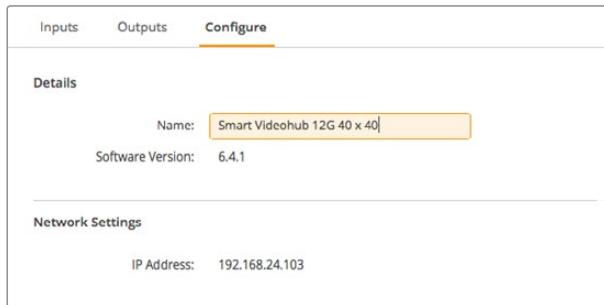 Inputs Outputs Configure
Details
Name: Smart Videohub 12G 40 x 40
Software Version: 6.4.1
Network Settings
IP Address: 192.168.24.103